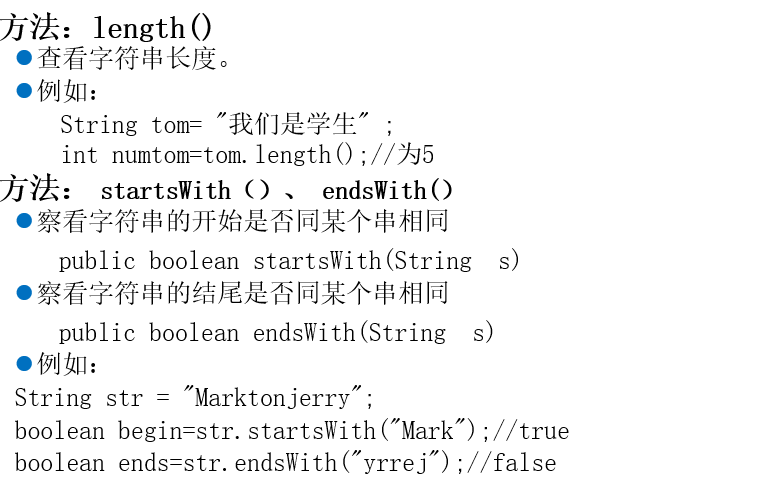 方法：length()
●查看字符串长度。
●例如：
String tom= "我们是学生" ;
int numtom=tom.length();//为5
方法： startsWith（）、 endsWith()
●察看字符串的开始是否同某个串相同
public boolean startsWith(String  s)
●察看字符串的结尾是否同某个串相同
public boolean endsWith(String  s)
●例如：
String str = "Marktonjerry";
boolean begin=str.startsWith("Mark");//true
boolean ends=str.endsWith("yrrej");//false